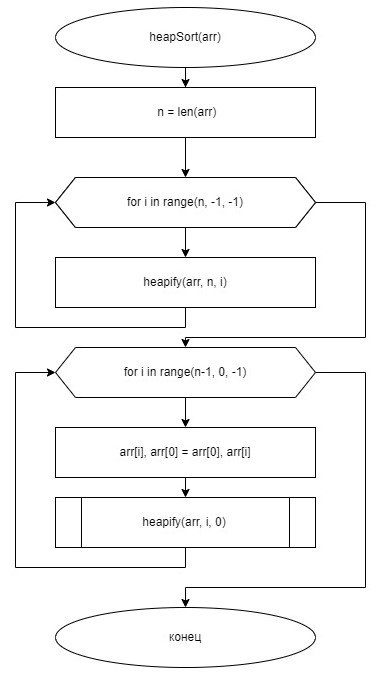 heapSort(arr)
n = len(arr)
for i in range(n, -1, -1)
heapify(arr, n, i)
for i in range(n-1, 0, -1)
arr[i], arr[0] = arr[0], arr[i]
heapify(arr, i, 0)
конец